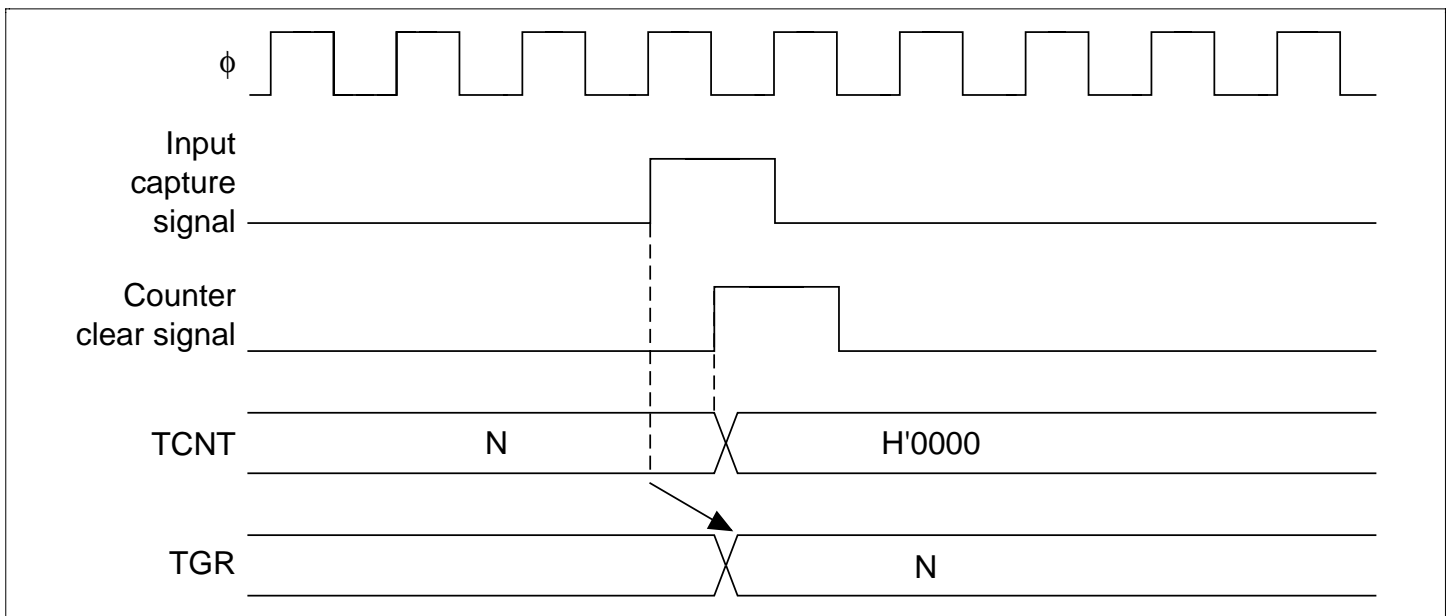 ϕ
Input
capture
signal
Counter
clear signal
TCNT
N
H'0000
TGR
N